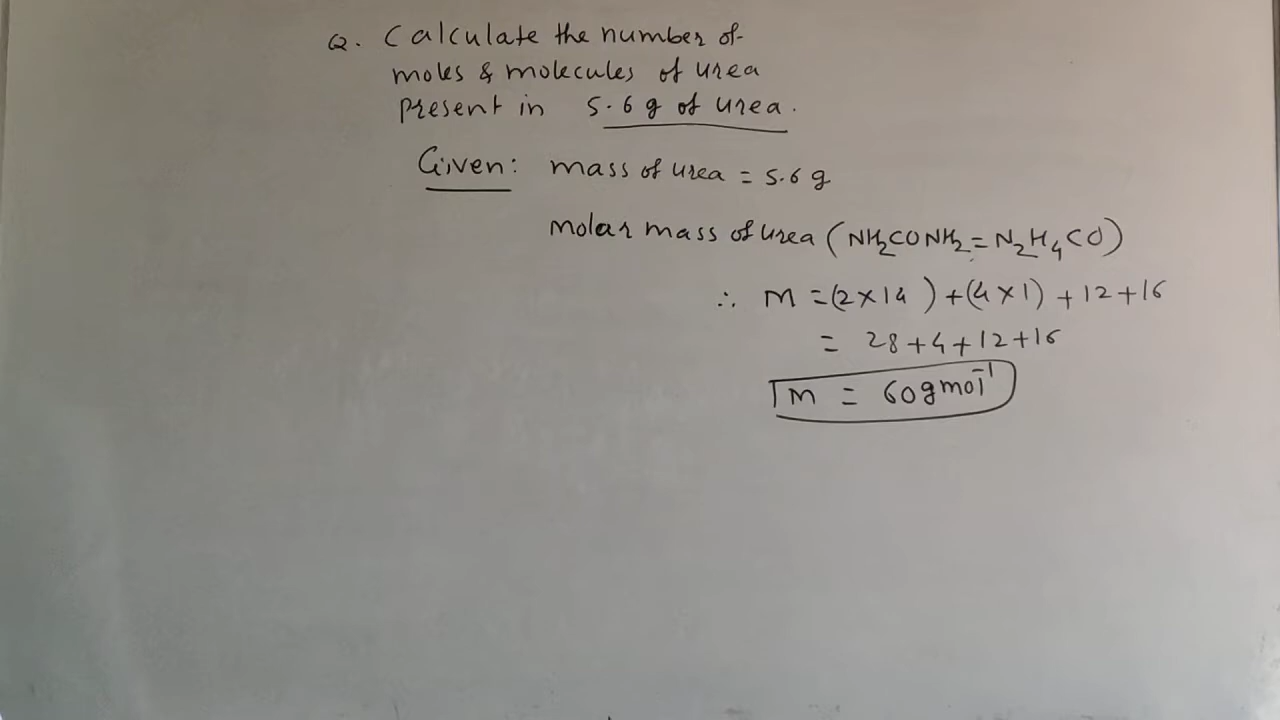 Q. Calculate the number of
moles & molecules of urea
present in 5.6 g of urea.
Given: mass of urea = 5.6 g
Molar mass of urea (NH₂CONH₂ = N₂H₄CO)
∴ M = (2×14) + (4×1) + 12 + 16
= 28 + 4 + 12 + 16
M = 60 g mol⁻¹